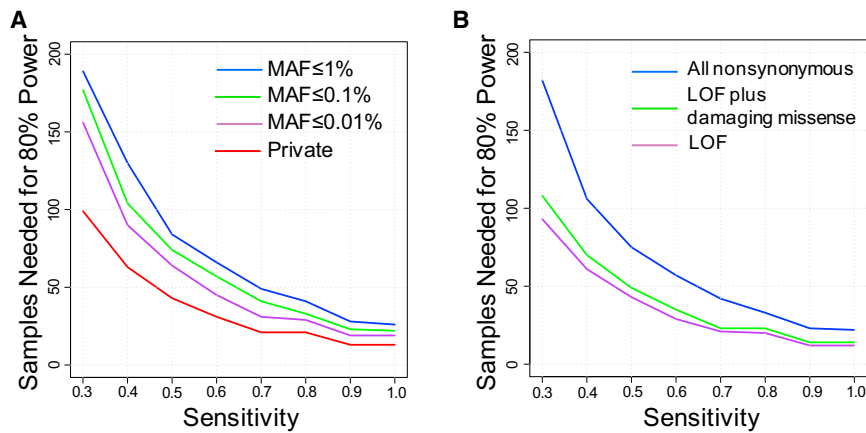 A
Samples Needed for 80% Power
200
150
100
50
0
MAF≤1%
MAF≤0.1%
MAF≤0.01%
Private
0.3 0.4 0.5 0.6 0.7 0.8 0.9 1.0
Sensitivity
B
Samples Needed for 80% Power
200
150
100
50
0
All nonsynonymous
LOF plus
damaging missense
LOF
0.3 0.4 0.5 0.6 0.7 0.8 0.9 1.0
Sensitivity